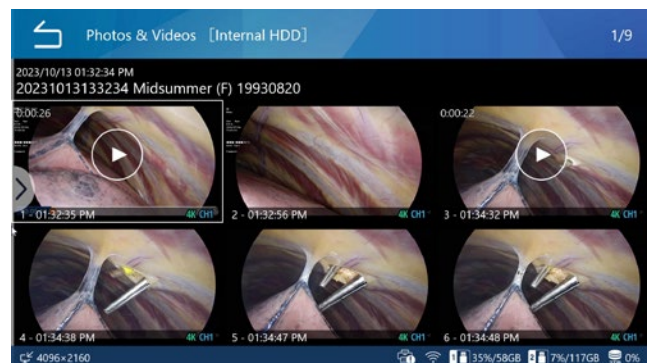 Photos & Videos [Internal HDD] 1/9
2023/10/13 01:32:34 PM
20231013133234 Midsummer (F) 19930820
0:00:26
0:00:22
1 - 01:32:35 PM 4K CH1
2 - 01:32:56 PM 4K CH1
3 - 01:34:32 PM 4K CH1
4 - 01:34:38 PM 4K CH1
5 - 01:34:47 PM 4K CH1
6 - 01:34:48 PM 4K CH1
4096×2160 1 35%/58GB 2 7%/117GB 0%